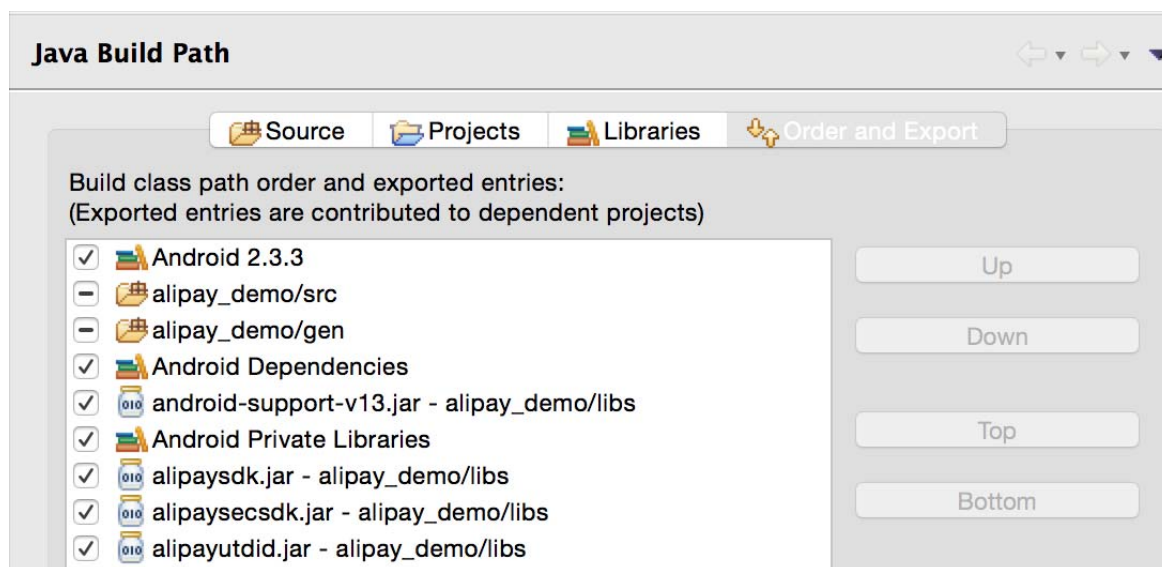 Java Build Path
Source Projects Libraries Order and Export
Build class path order and exported entries:
(Exported entries are contributed to dependent projects)
Android 2.3.3
alipay_demo/src
alipay_demo/gen
Android Dependencies
android-support-v13.jar - alipay_demo/libs
Android Private Libraries
alipaysdk.jar - alipay_demo/libs
alipaysecsdk.jar - alipay_demo/libs
alipayutdid.jar - alipay_demo/libs
Up
Down
Top
Bottom